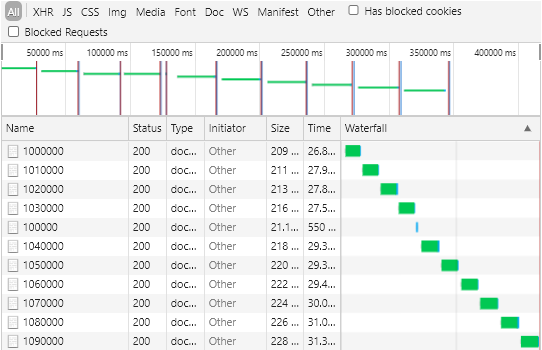 All XHR JS CSS Img Media Font Doc WS Manifest Other Has blocked cookies
Blocked Requests
50000 ms 100000 ms 150000 ms 200000 ms 250000 ms 300000 ms 350000 ms 400000 ms
Name Status Type Initiator Size Time Waterfall
1000000 200 doc... Other 209 ... 26.8...
1010000 200 doc... Other 211 ... 27.9...
1020000 200 doc... Other 213 ... 27.8...
1030000 200 doc... Other 216 ... 27.5...
100000 200 doc... Other 21.1... 550 ...
1040000 200 doc... Other 218 ... 29.3...
1050000 200 doc... Other 220 ... 29.3...
1060000 200 doc... Other 222 ... 29.4...
1070000 200 doc... Other 224 ... 30.0...
1080000 200 doc... Other 226 ... 31.0...
1090000 200 doc... Other 228 ... 31.3...